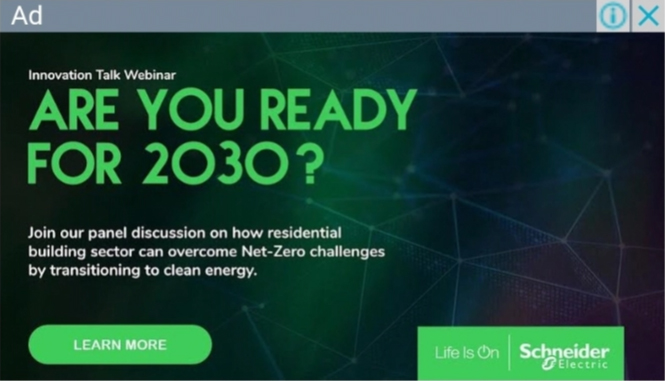 Ad
Innovation Talk Webinar
ARE YOU READY
FOR 2030?
Join our panel discussion on how residential
building sector can overcome Net-Zero challenges
by transitioning to clean energy.
LEARN MORE
Life Is On
Schneider
Electric